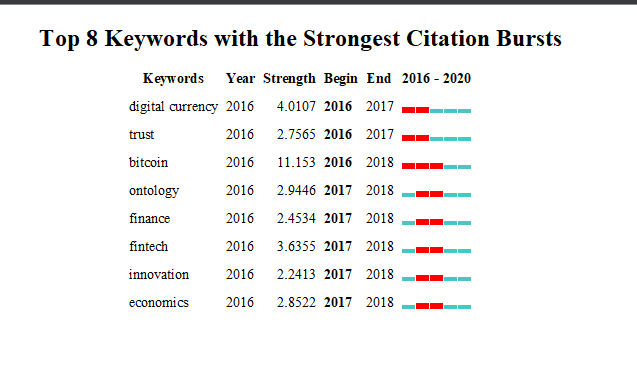 Top 8 Keywords with the Strongest Citation Bursts
Keywords Year Strength Begin End 2016 - 2020
digital currency 2016 4.0107 2016 2017
trust 2016 2.7565 2016 2017
bitcoin 2016 11.153 2016 2018
ontology 2016 2.9446 2017 2018
finance 2016 2.4534 2017 2018
fintech 2016 3.6355 2017 2018
innovation 2016 2.2413 2017 2018
economics 2016 2.8522 2017 2018